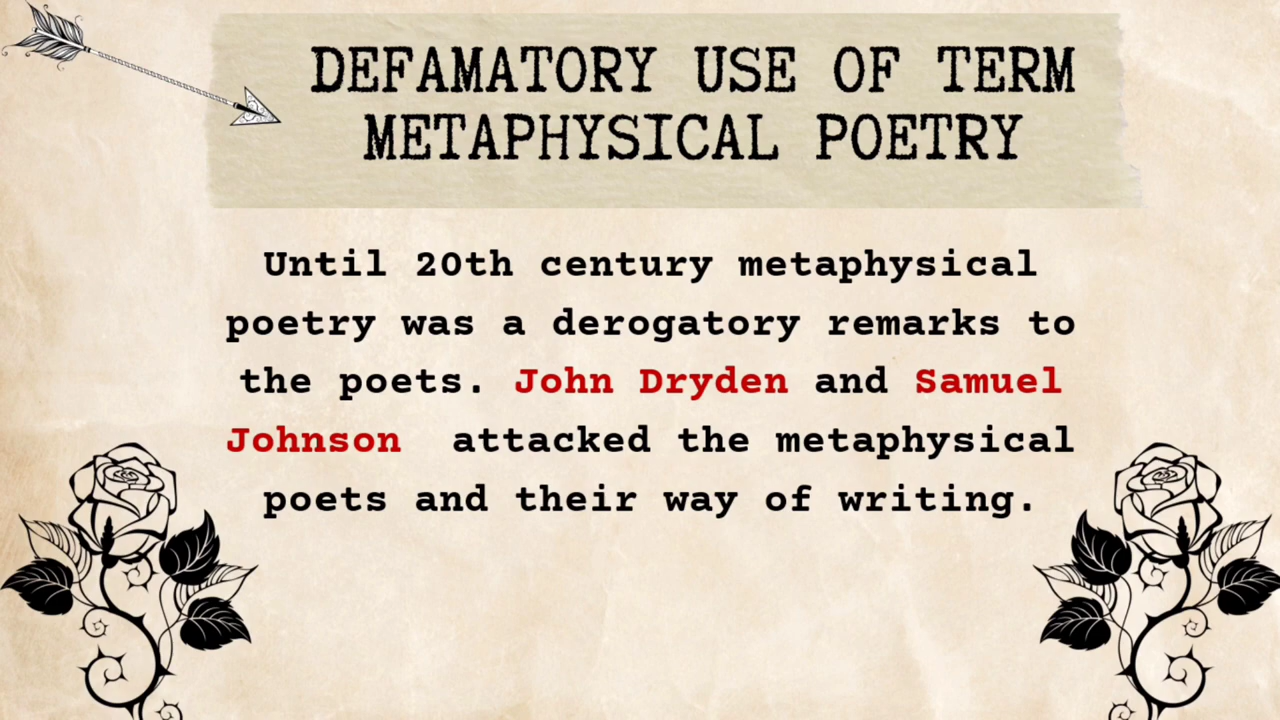 DEFAMATORY USE OF TERM
METAPHYSICAL POETRY
Until 20th century metaphysical
poetry was a derogatory remarks to
the poets. John Dryden and Samuel
Johnson attacked the metaphysical
poets and their way of writing.